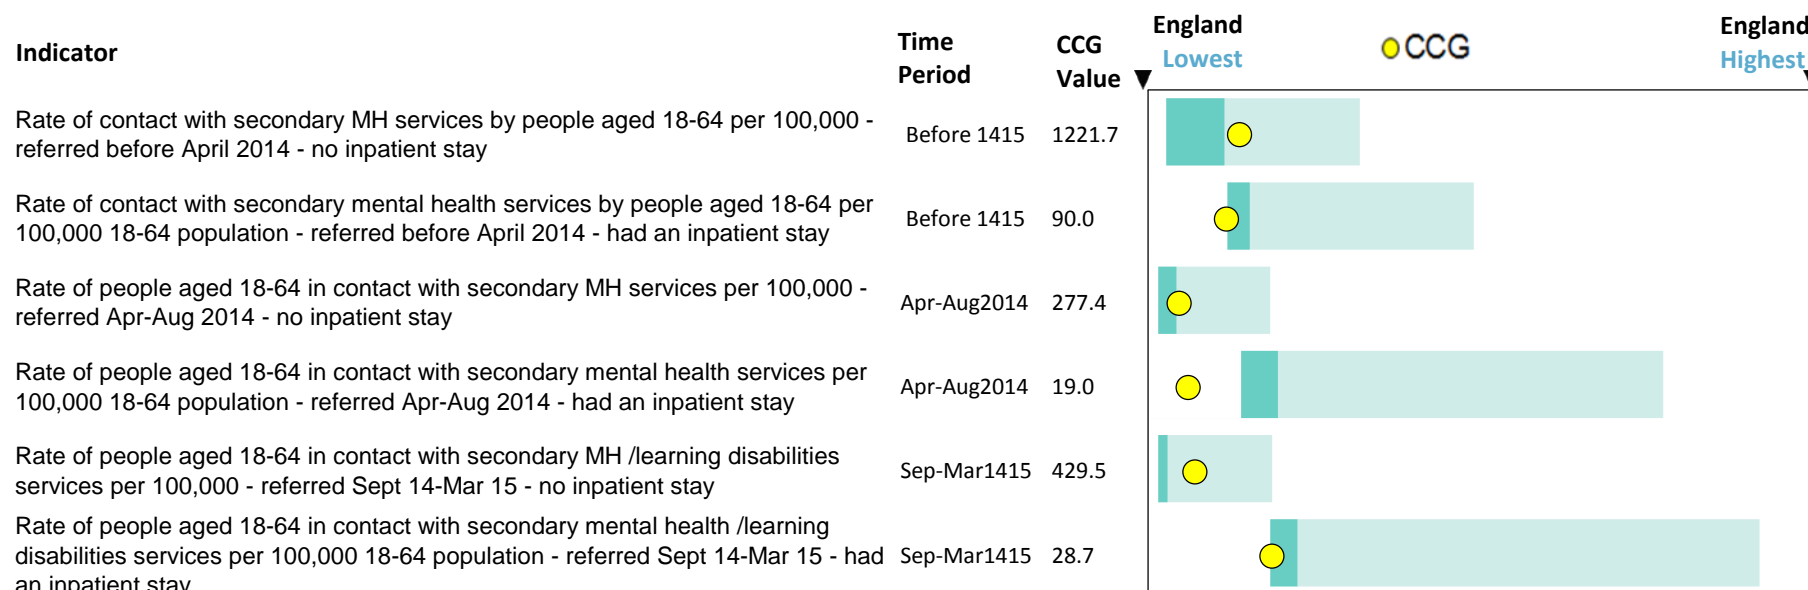 Indicator
Time
Period
CCG
Value
England
Lowest
CCG
England
Highest
Rate of contact with secondary MH services by people aged 18-64 per 100,000 -
referred before April 2014 - no inpatient stay
Before 1415 1221.7
Rate of contact with secondary mental health services by people aged 18-64 per
100,000 18-64 population - referred before April 2014 - had an inpatient stay
Before 1415 90.0
Rate of people aged 18-64 in contact with secondary MH services per 100,000 -
referred Apr-Aug 2014 - no inpatient stay
Apr-Aug2014 277.4
Rate of people aged 18-64 in contact with secondary mental health services per
100,000 18-64 population - referred Apr-Aug 2014 - had an inpatient stay
Apr-Aug2014 19.0
Rate of people aged 18-64 in contact with secondary MH /learning disabilities
services per 100,000 - referred Sept 14-Mar 15 - no inpatient stay
Sep-Mar1415 429.5
Rate of people aged 18-64 in contact with secondary mental health /learning
disabilities services per 100,000 18-64 population - referred Sept 14-Mar 15 - had
an inpatient stay
Sep-Mar1415 28.7